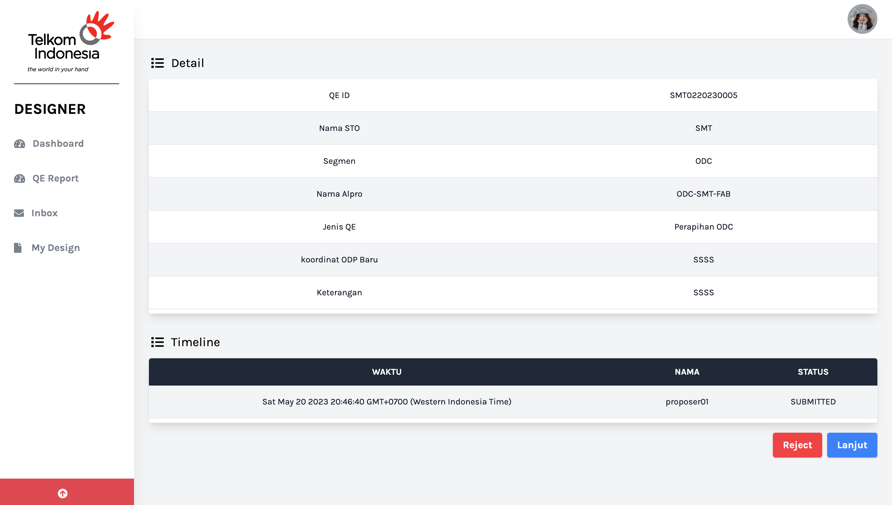 Telkom
Indonesia
the world in your hand
DESIGNER
Dashboard
QE Report
Inbox
My Design
Detail
QE ID SMT0220230005
Nama STO SMT
Segmen ODC
Nama Alpro ODC-SMT-FAB
Jenis QE Perapihan ODC
koordinat ODP Baru SSSS
Keterangan SSSS
Timeline
WAKTU NAMA STATUS
Sat May 20 2023 20:46:40 GMT+0700 (Western Indonesia Time) proposer01 SUBMITTED
Reject Lanjut